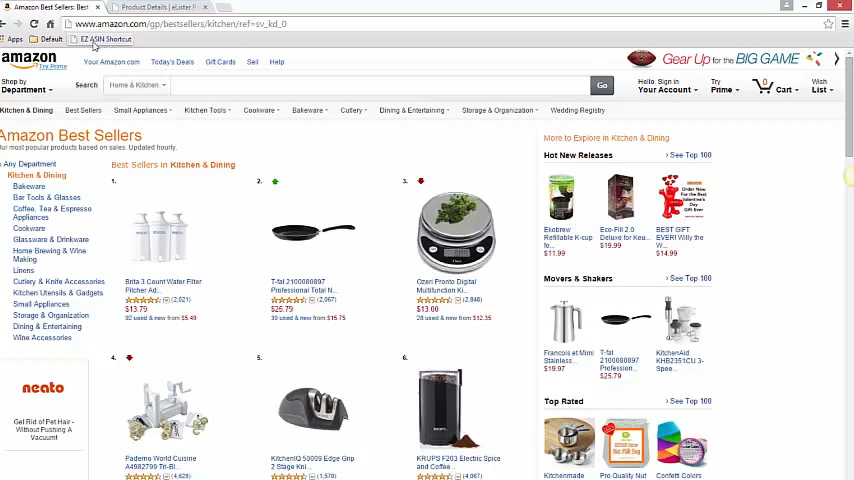 Amazon Best Sellers: Best
Product Details | eLister P
www.amazon.com/gp/bestsellers/kitchen/ref=sv_kd_0
Apps
Default
EZ ASIN Shortcut
amazon
Try Prime
Your Amazon.com
Today's Deals
Gift Cards
Sell
Help
Gear Up for the BIG GAME
Shop by
Department
Search
Home & Kitchen
Go
Hello. Sign in
Your Account
Try
Prime
0
Cart
Wish
List
Kitchen & Dining
Best Sellers
Small Appliances
Kitchen Tools
Cookware
Bakeware
Cutlery
Dining & Entertaining
Storage & Organization
Wedding Registry
Amazon Best Sellers
Our most popular products based on sales. Updated hourly.
Any Department
Kitchen & Dining
Bakeware
Bar Tools & Glasses
Coffee, Tea & Espresso
Appliances
Cookware
Glassware & Drinkware
Home Brewing & Wine
Making
Linens
Cutlery & Knife Accessories
Kitchen Utensils & Gadgets
Small Appliances
Storage & Organization
Dining & Entertaining
Wine Accessories
neato
Get Rid of Pet Hair -
Without Pushing A
Vacuum!
Best Sellers in Kitchen & Dining
1.
Brita 3 Count Water Filter
Pitcher Ad...
(2,021)
$13.79
92 used & new from $5.49
2.
T-fal 2100080897
Professional Total N...
(2,067)
$25.79
30 used & new from $15.75
3.
Ozeri Pronto Digital
Multifunction Ki...
(2,848)
$13.00
28 used & new from $12.35
4.
Paderno World Cuisine
A4982799 Tri-Bl...
(4,628)
5.
KitchenIQ 50009 Edge Grip
2 Stage Kni...
(1,570)
6.
KRUPS F203 Electric Spice
and Coffee...
(4,067)
More to Explore in Kitchen & Dining
Hot New Releases
See Top 100
Ekobrew
Refillable K-cup
fo...
$11.99
Eco-Fill 2.0
Deluxe for Keu...
$19.99
BEST GIFT
EVER! Willy the
W...
$14.99
Movers & Shakers
See Top 100
Francois et Mimi
Stainless...
$19.97
T-fal
2100080897
Profession...
$25.79
KitchenAid
KHB2351CU 3-
Spee...
Top Rated
See Top 100
Kitchenmade
Pro Quality Nut
Confetti Colors